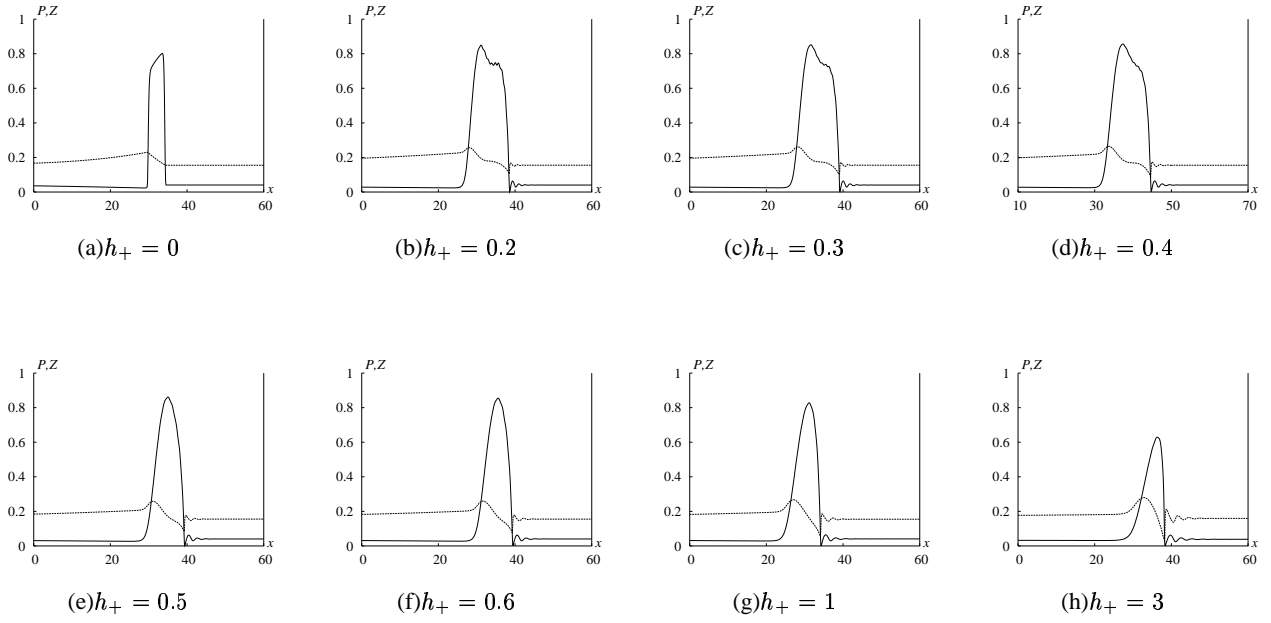 P,Z P,Z P,Z P,Z
1 1 1 1
0.8 0.8 0.8 0.8
0.6 0.6 0.6 0.6
0.4 0.4 0.4 0.4
0.2 0.2 0.2 0.2
0 x 0 x 0 x 0 x
0 20 40 60 0 20 40 60 0 20 40 60 10 20 30 40 50 60 70
(a)h₊ = 0 (b)h₊ = 0.2 (c)h₊ = 0.3 (d)h₊ = 0.4
P,Z P,Z P,Z P,Z
1 1 1 1
0.8 0.8 0.8 0.8
0.6 0.6 0.6 0.6
0.4 0.4 0.4 0.4
0.2 0.2 0.2 0.2
0 x 0 x 0 x 0 x
0 20 40 60 0 20 40 60 0 20 40 60 0 20 40 60
(e)h₊ = 0.5 (f)h₊ = 0.6 (g)h₊ = 1 (h)h₊ = 3